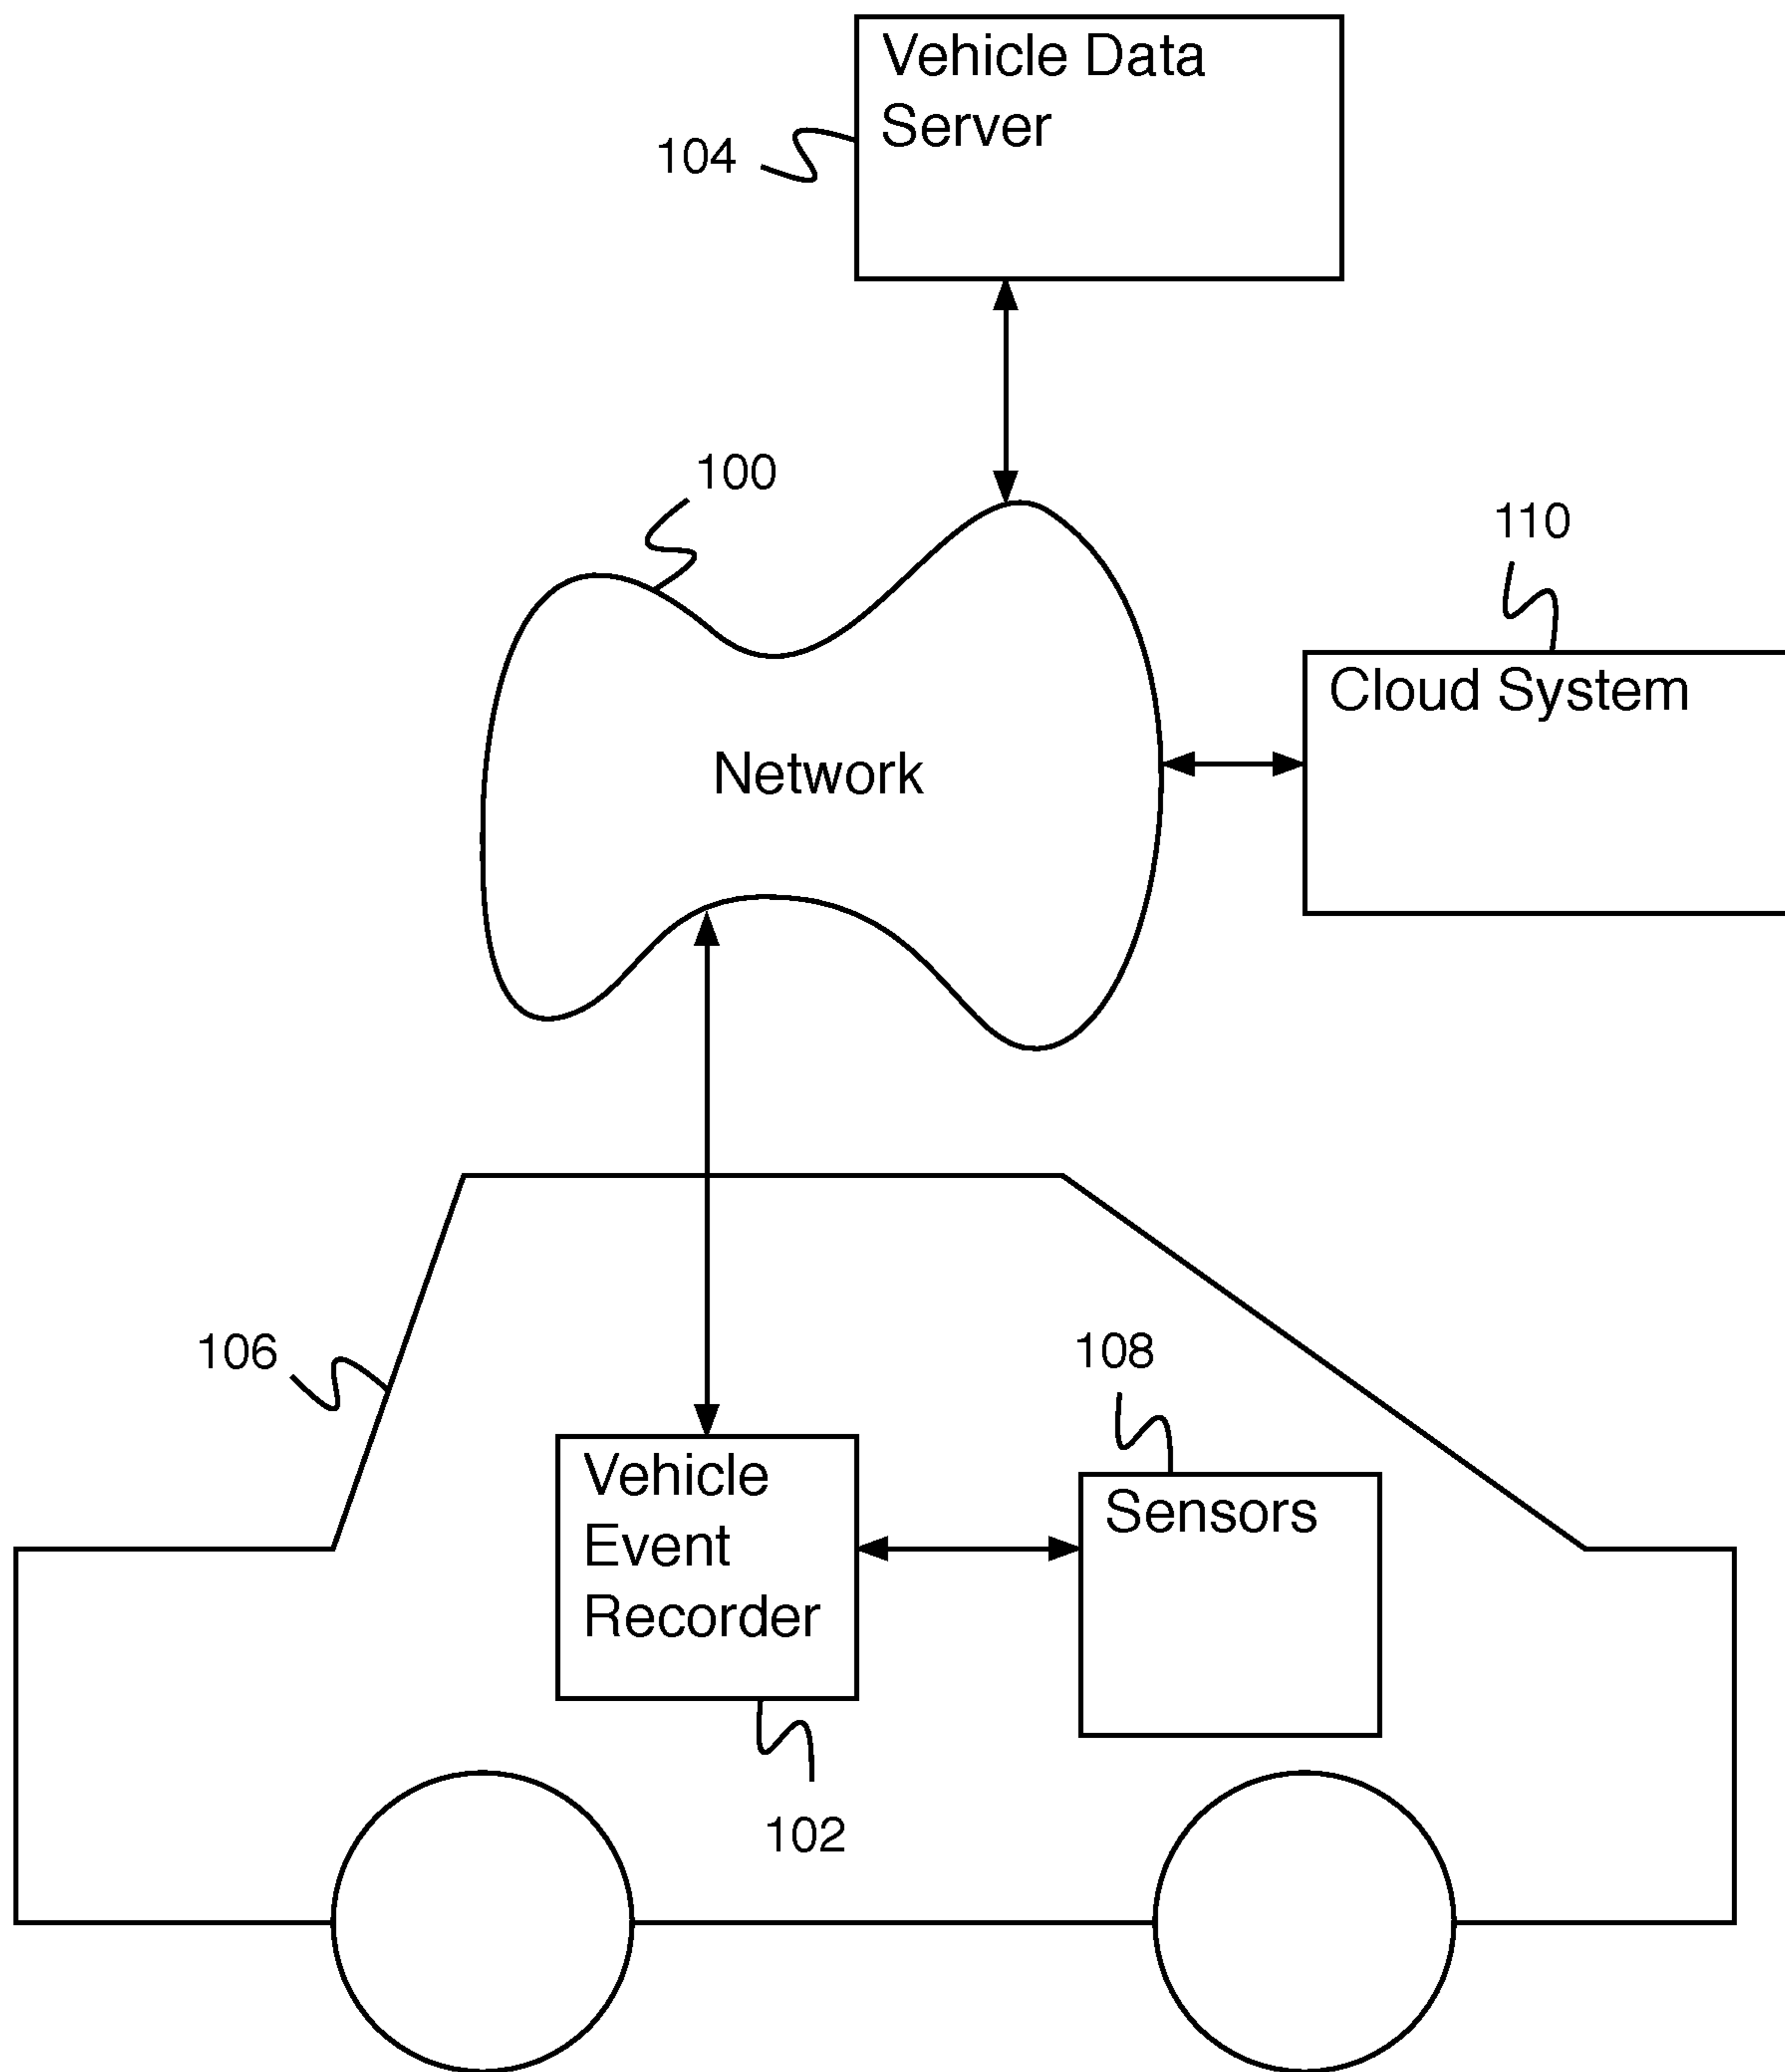 Vehicle Data
Server
104
100
110
Cloud System
Network
106
108
Vehicle
Event
Recorder
Sensors
102